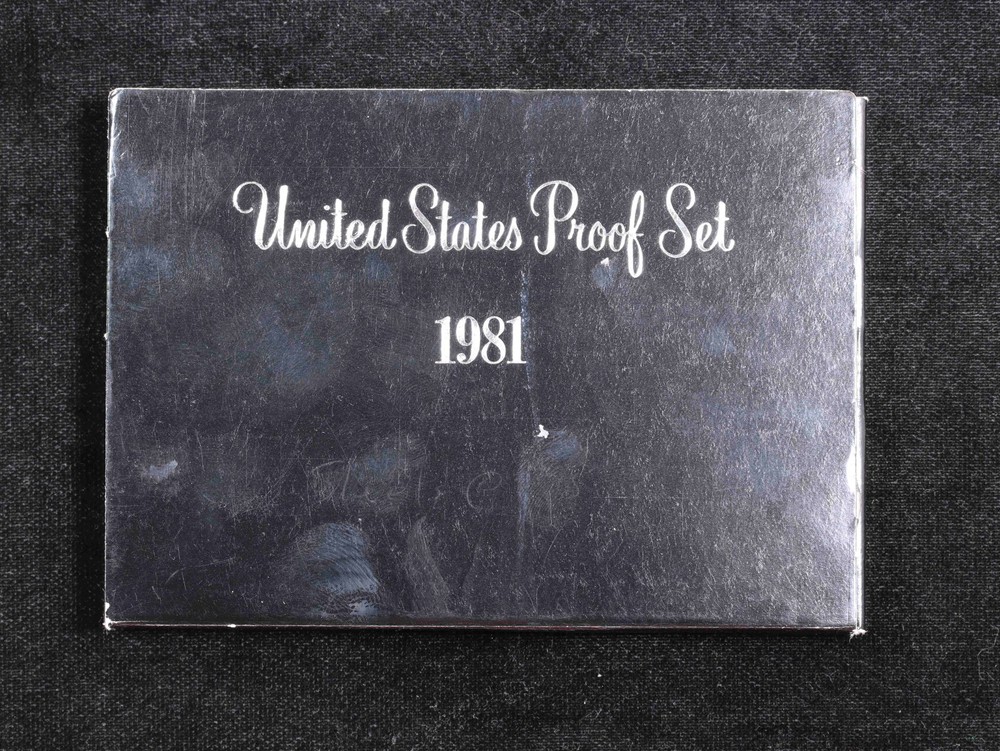 United States Proof Set
1981